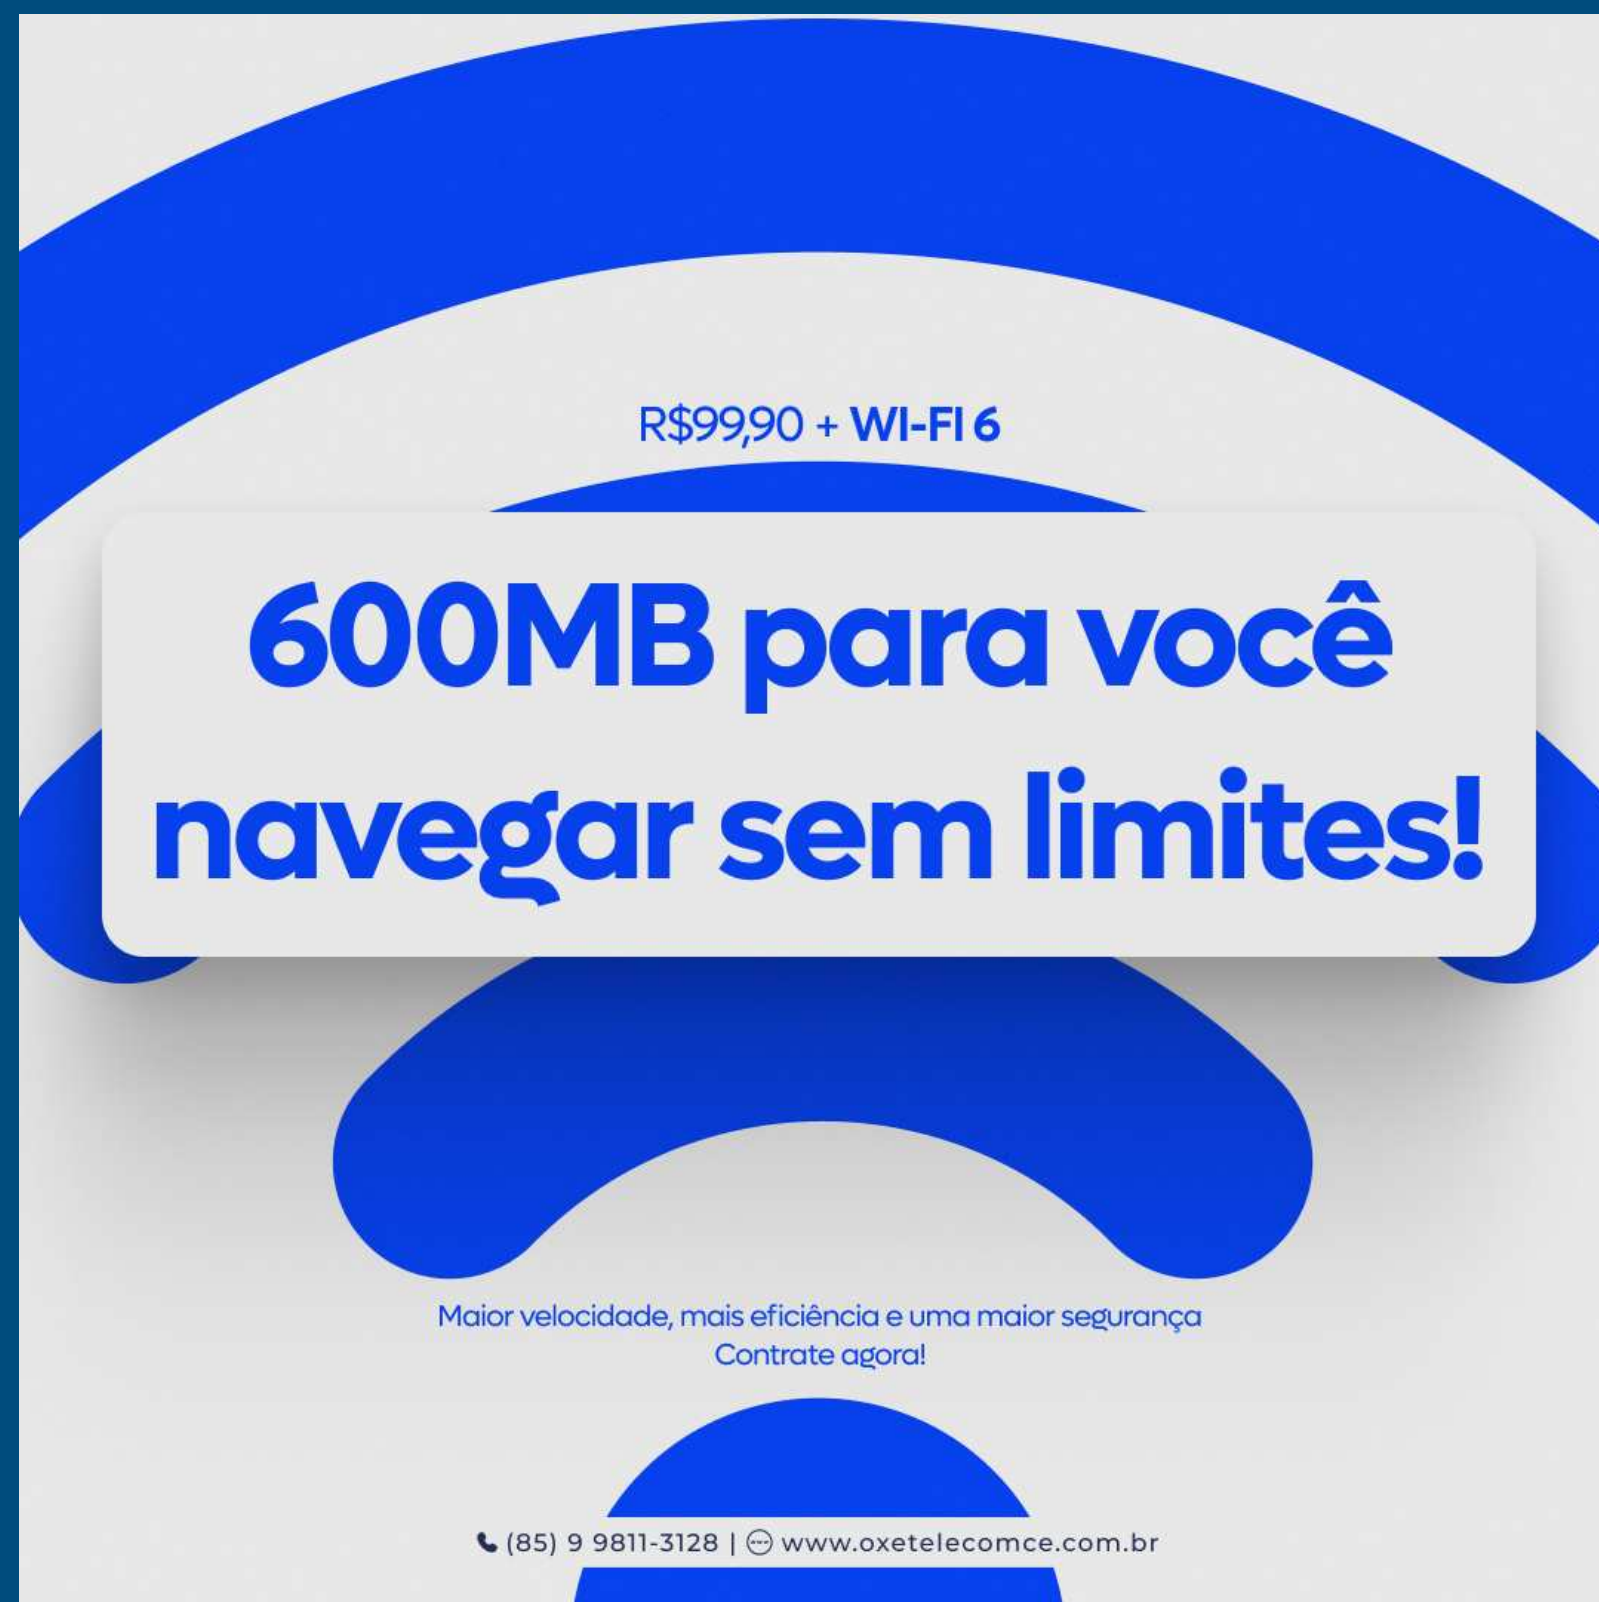 R$99,90 + WI-FI 6
600MB para você
navegar sem limites!
Maior velocidade, mais eficiência e uma maior segurança
Contrate agora!
(85) 9 9811-3128 | www.oxetelecomce.com.br